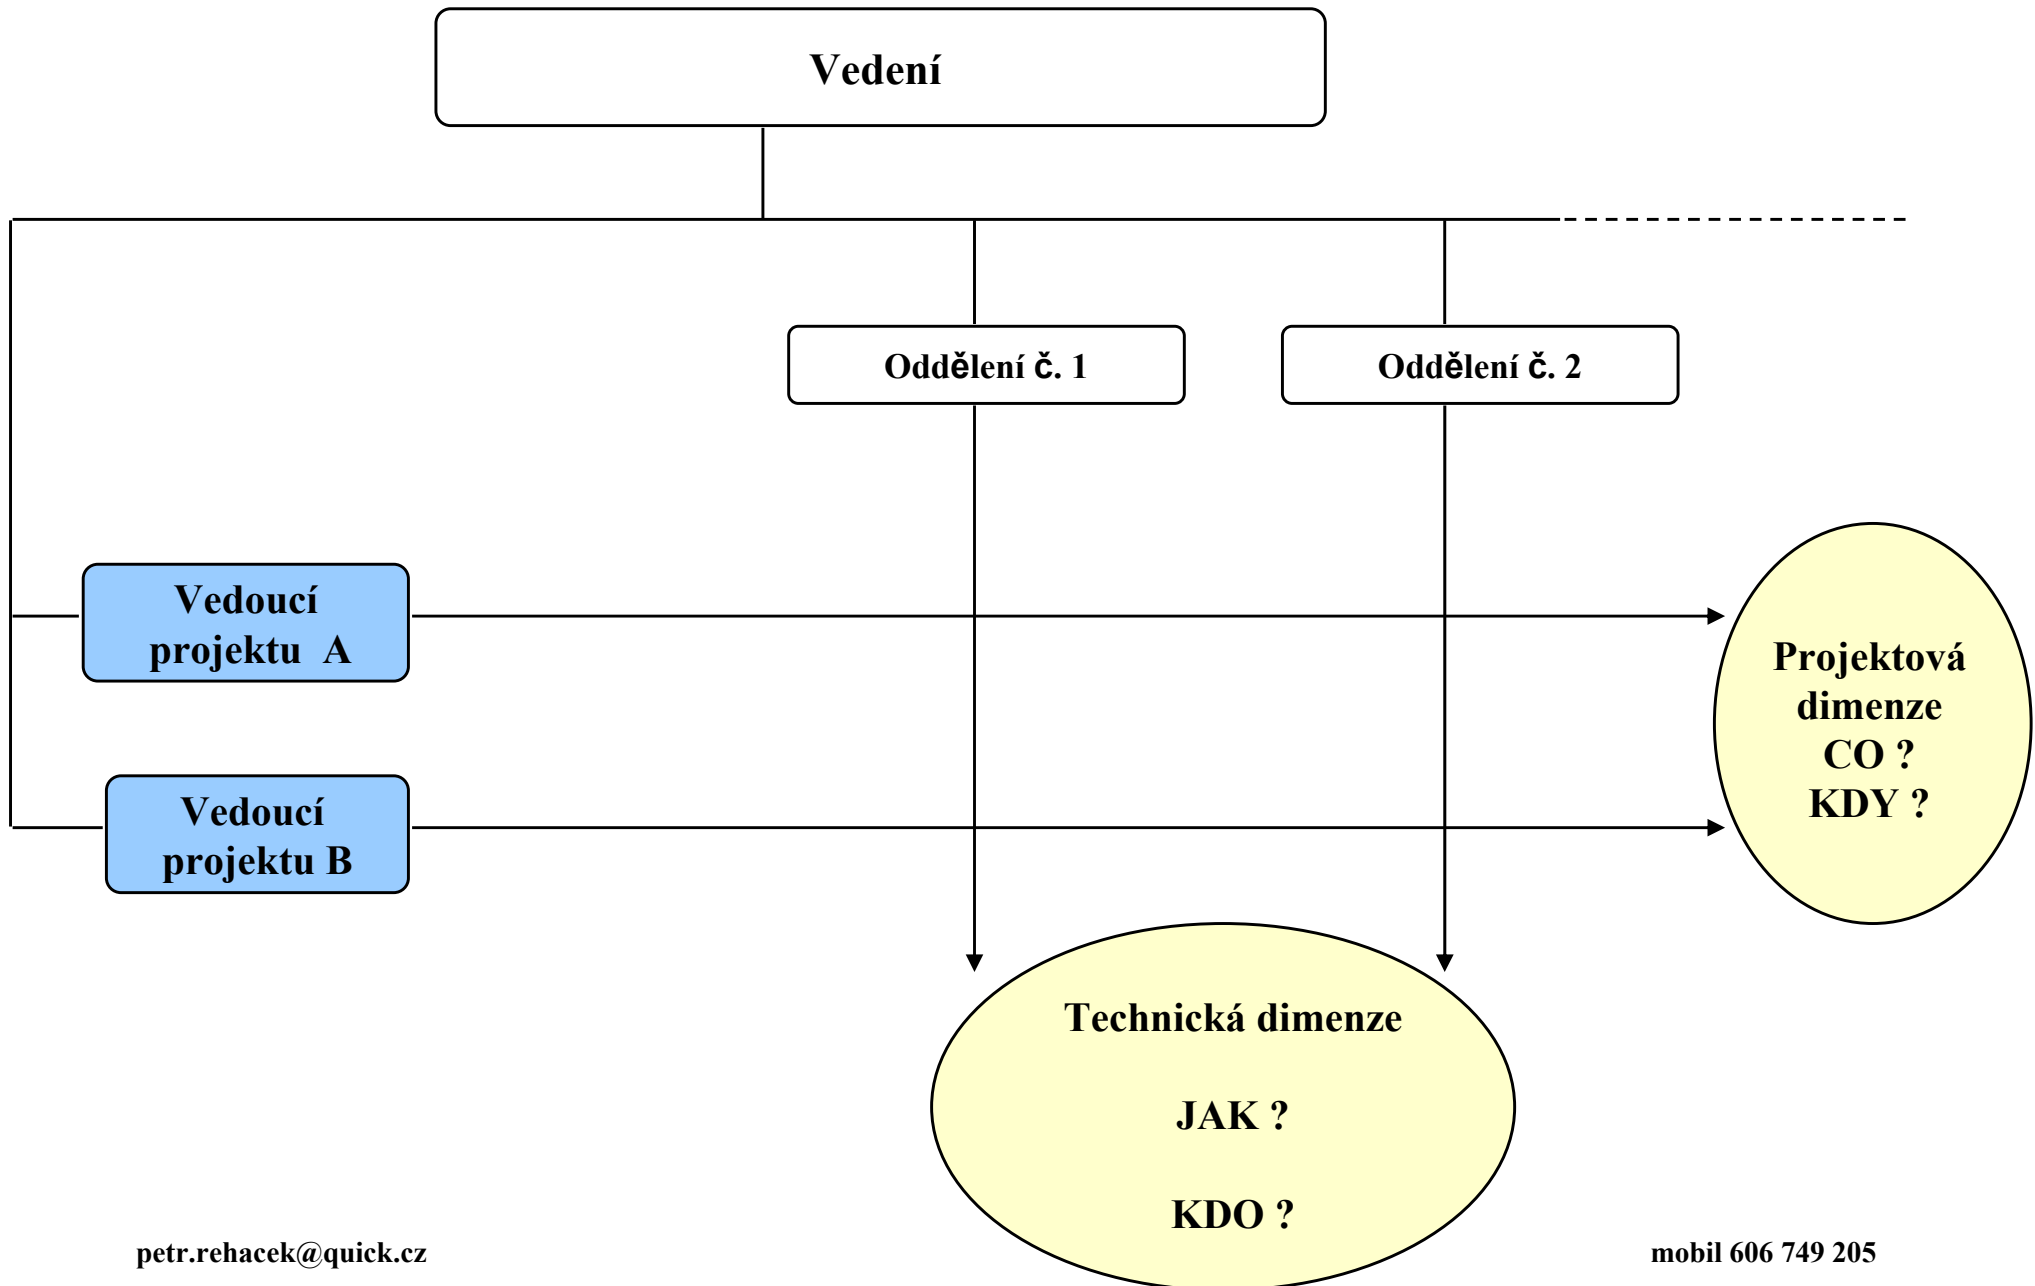 Vedení
Oddělení č. 1
Oddělení č. 2
Vedoucí
projektu  A
Projektová
dimenze
CO ?
KDY ?
Vedoucí
projektu B
Technická dimenze
JAK ?
KDO ?
petr.rehacek@quick.cz
mobil 606 749 205